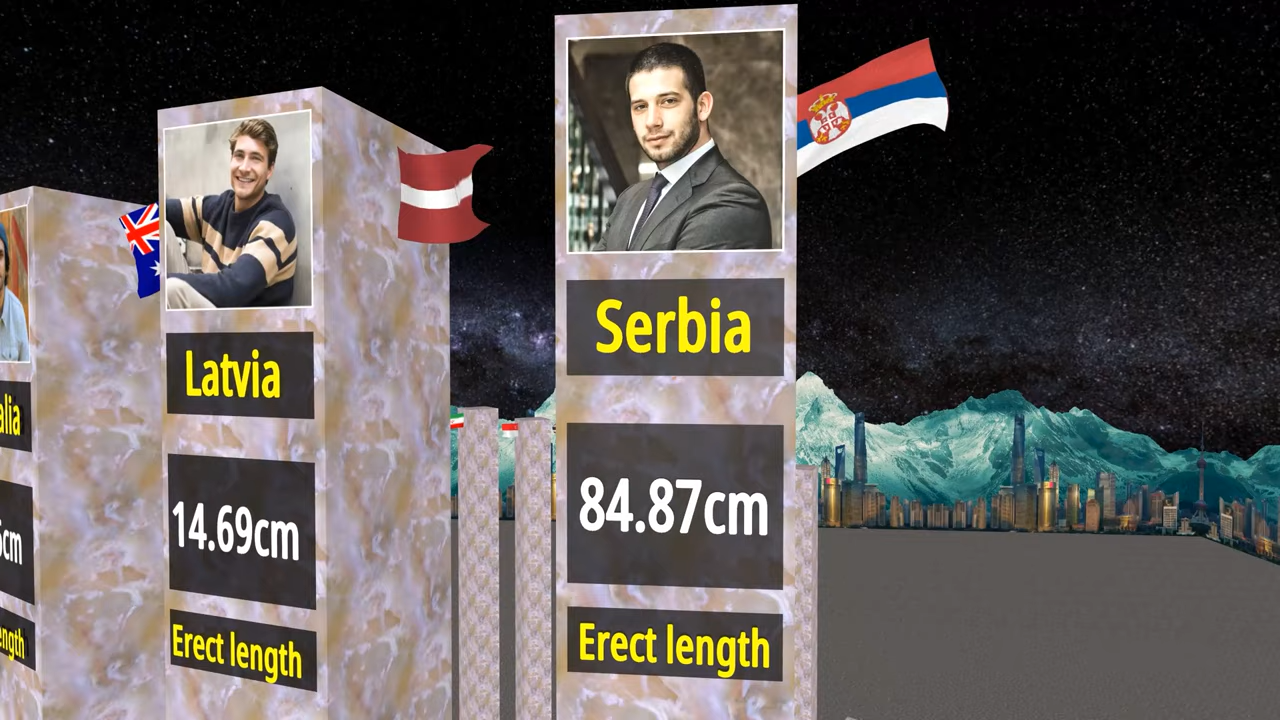 Latvia
14.69cm
Erect length
Serbia
84.87cm
Erect length